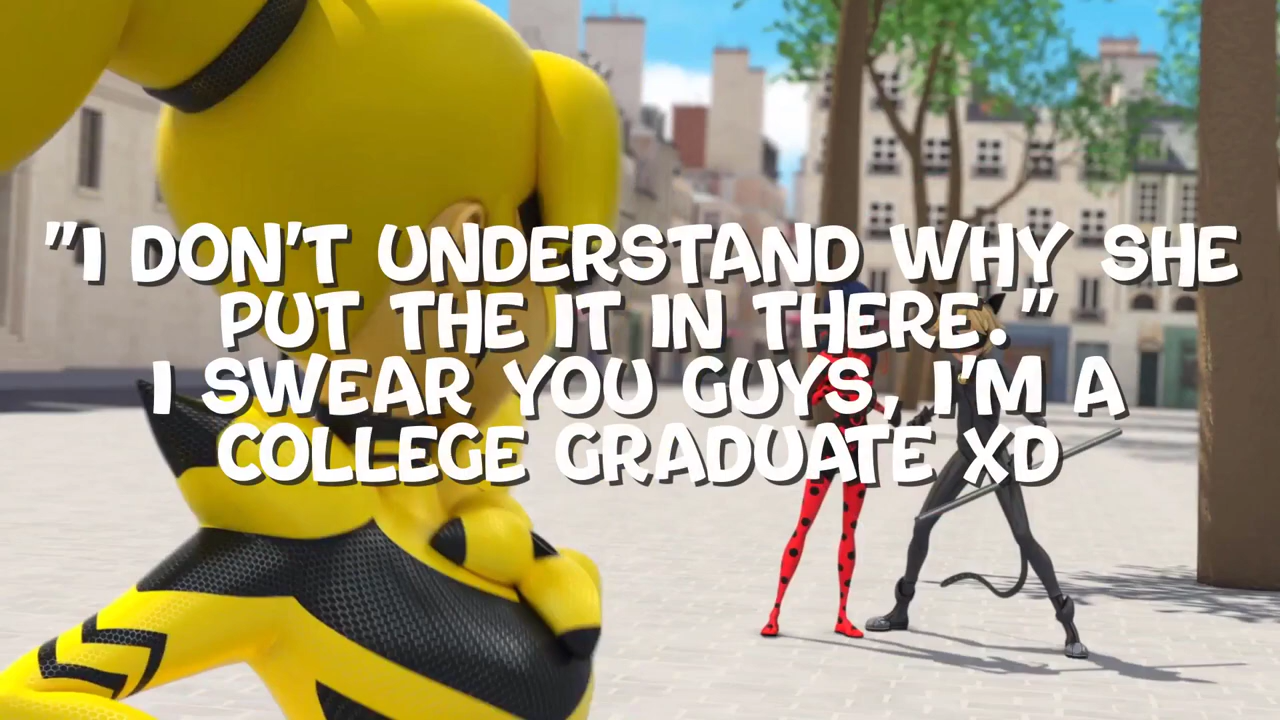 "I DON'T UNDERSTAND WHY SHE
PUT THE IT IN THERE."
I SWEAR YOU GUYS, I'M A
COLLEGE GRADUATE XD